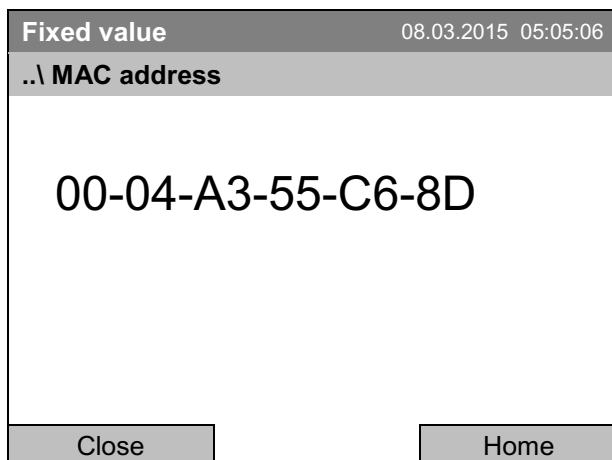 Fixed value 08.03.2015 05:05:06
..\ MAC address
00-04-A3-55-C6-8D
Close Home